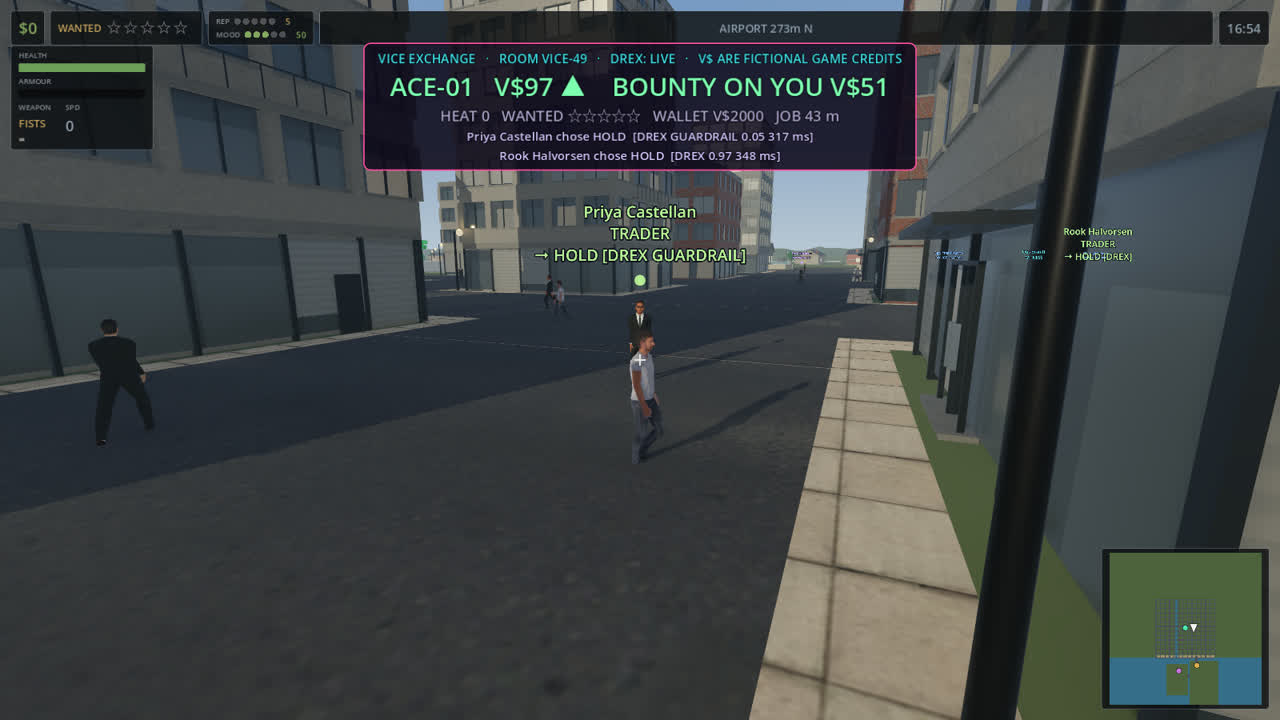 $0
WANTED ☆☆☆☆☆
REP 5
MOOD 50
AIRPORT 273m N
16:54
HEALTH
ARMOUR
WEAPON SPD
FISTS 0
VICE EXCHANGE · ROOM VICE-49 · DREX: LIVE · V$ ARE FICTIONAL GAME CREDITS
ACE-01 V$97 ▲ BOUNTY ON YOU V$51
HEAT 0 WANTED ☆☆☆☆☆ WALLET V$2000 JOB 43 m
Priya Castellan chose HOLD [DREX GUARDRAIL 0.05 317 ms]
Rook Halvorsen chose HOLD [DREX 0.97 348 ms]
Priya Castellan
TRADER
→ HOLD [DREX GUARDRAIL]
Rook Halvorsen
TRADER
→ HOLD [DREX]